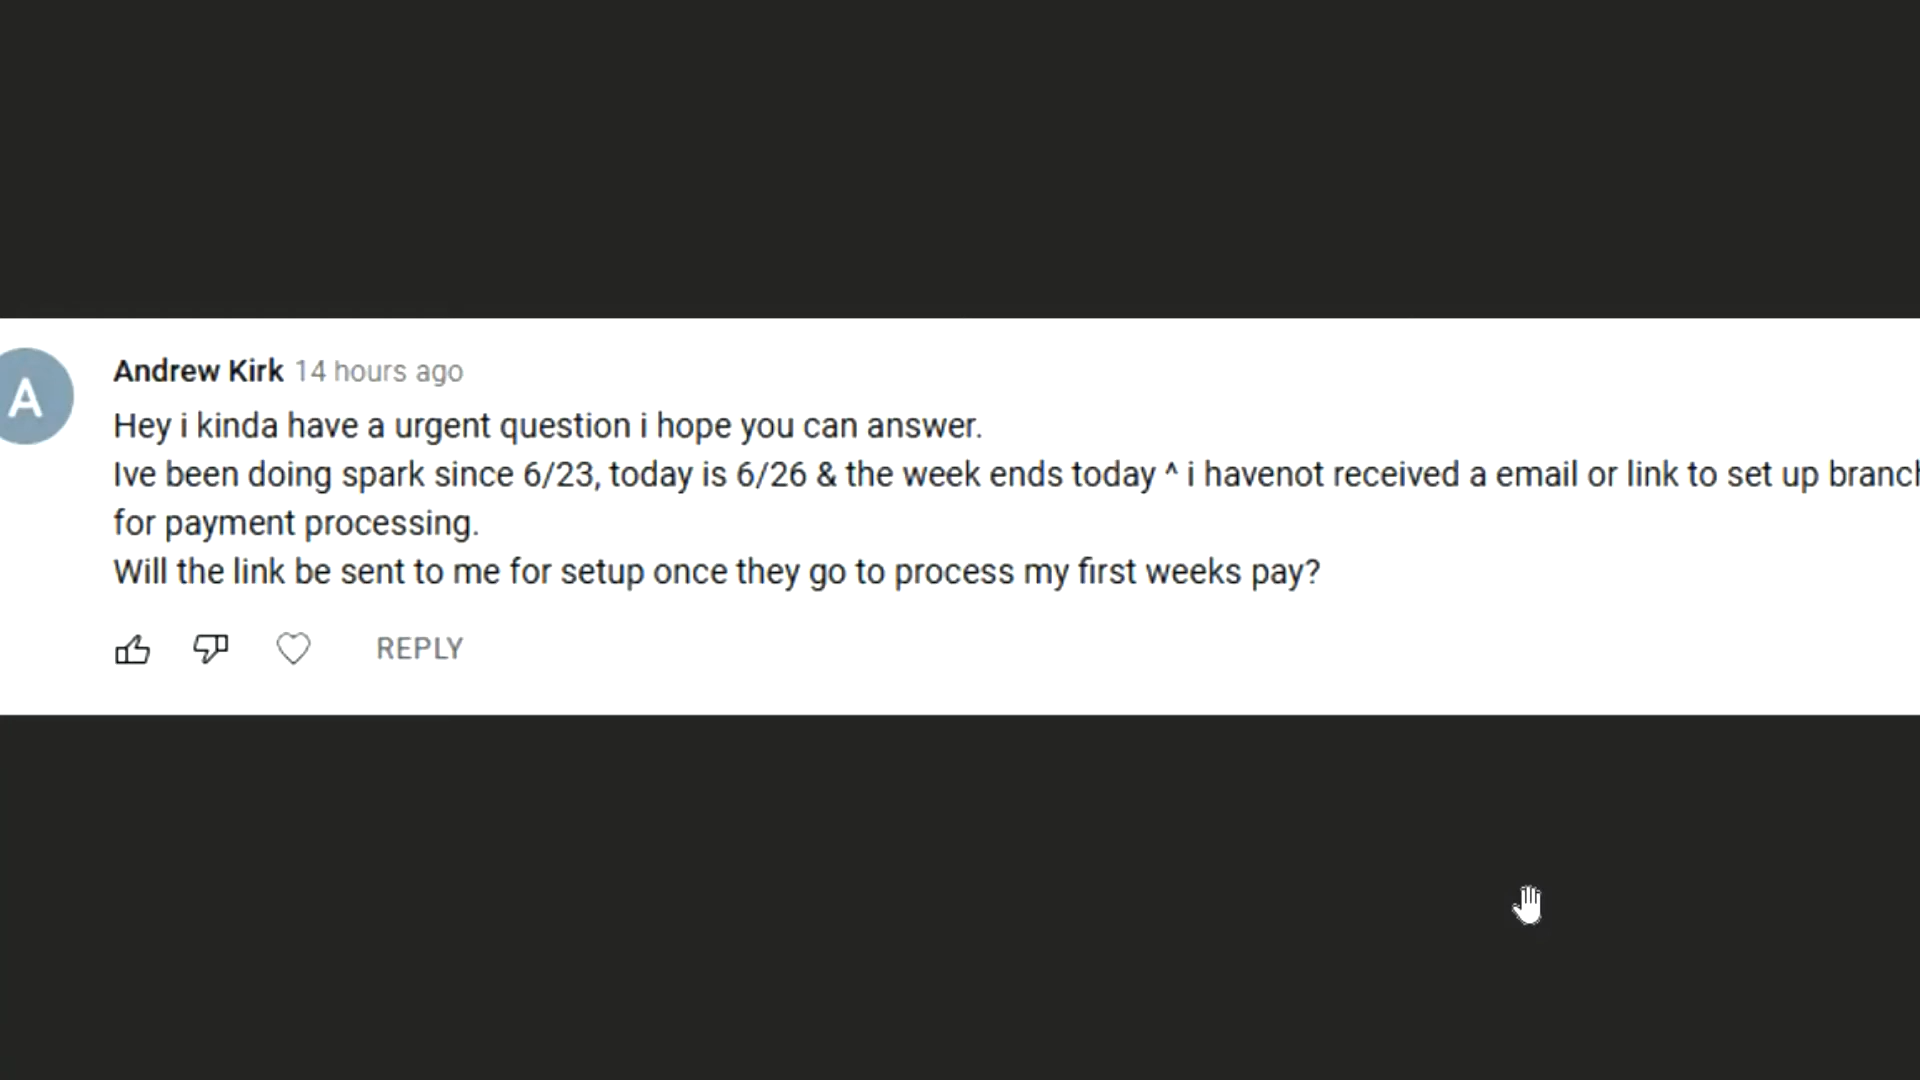 A
Andrew Kirk 14 hours ago
Hey i kinda have a urgent question i hope you can answer.
Ive been doing spark since 6/23, today is 6/26 & the week ends today ^ i havenot received a email or link to set up branch
for payment processing.
Will the link be sent to me for setup once they go to process my first weeks pay?
REPLY